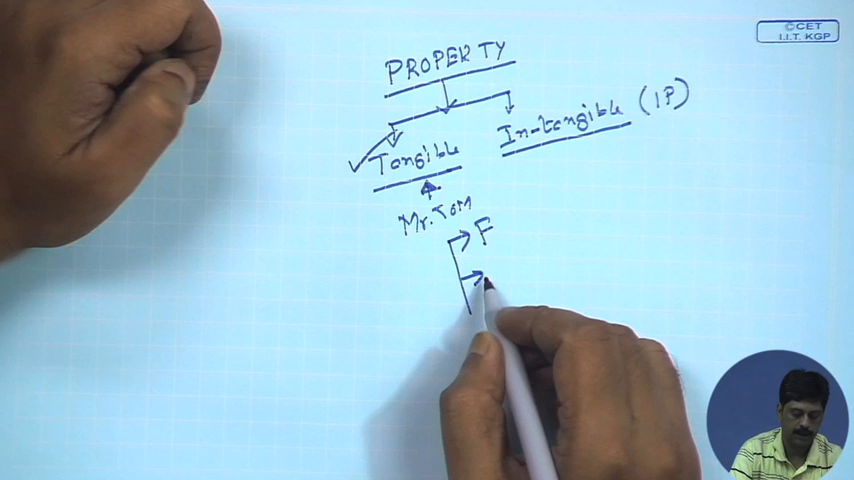 ©CET
I.I.T. KGP
PROPERTY
Tangible
In-tangible (IP)
Mr. Tom
F